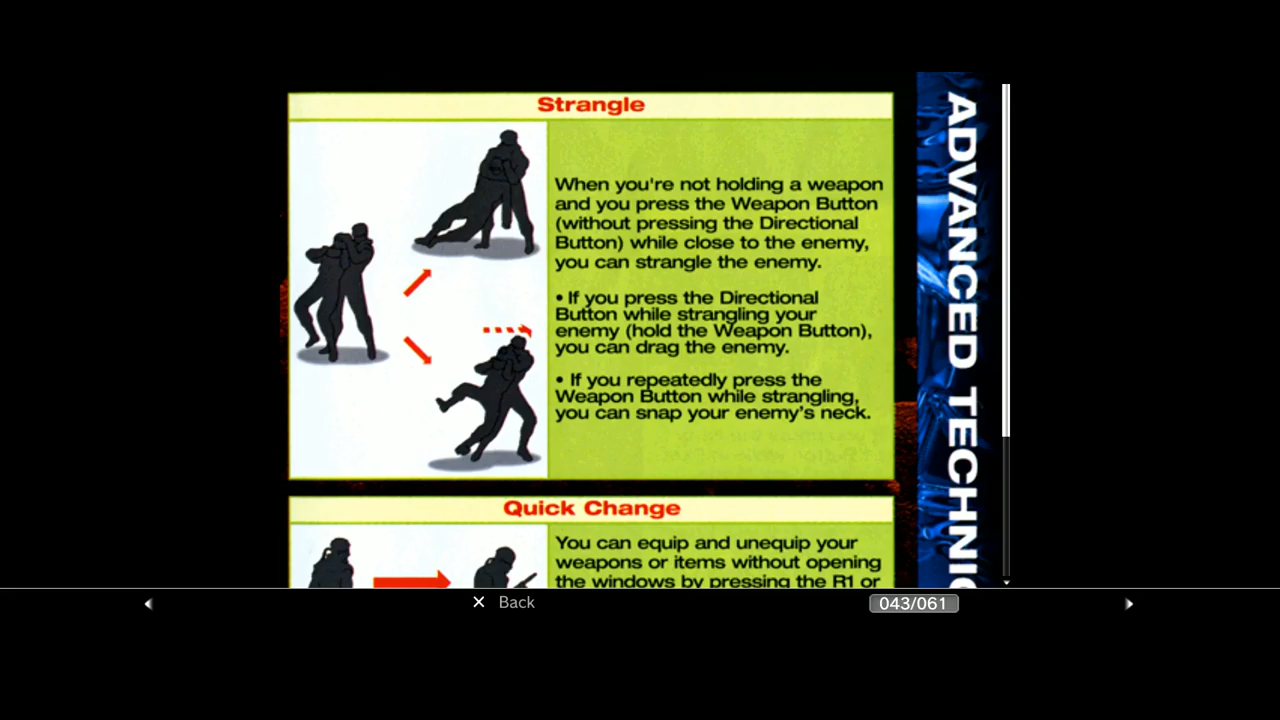 Strangle
When you're not holding a weapon
and you press the Weapon Button
(without pressing the Directional
Button) while close to the enemy,
you can strangle the enemy.
• If you press the Directional
Button while strangling your
enemy (hold the Weapon Button),
you can drag the enemy.
• If you repeatedly press the
Weapon Button while strangling,
you can snap your enemy's neck.
Quick Change
You can equip and unequip your
weapons or items without opening
the windows by pressing the R1 or
ADVANCED TECHNIC
✕ Back
043/061